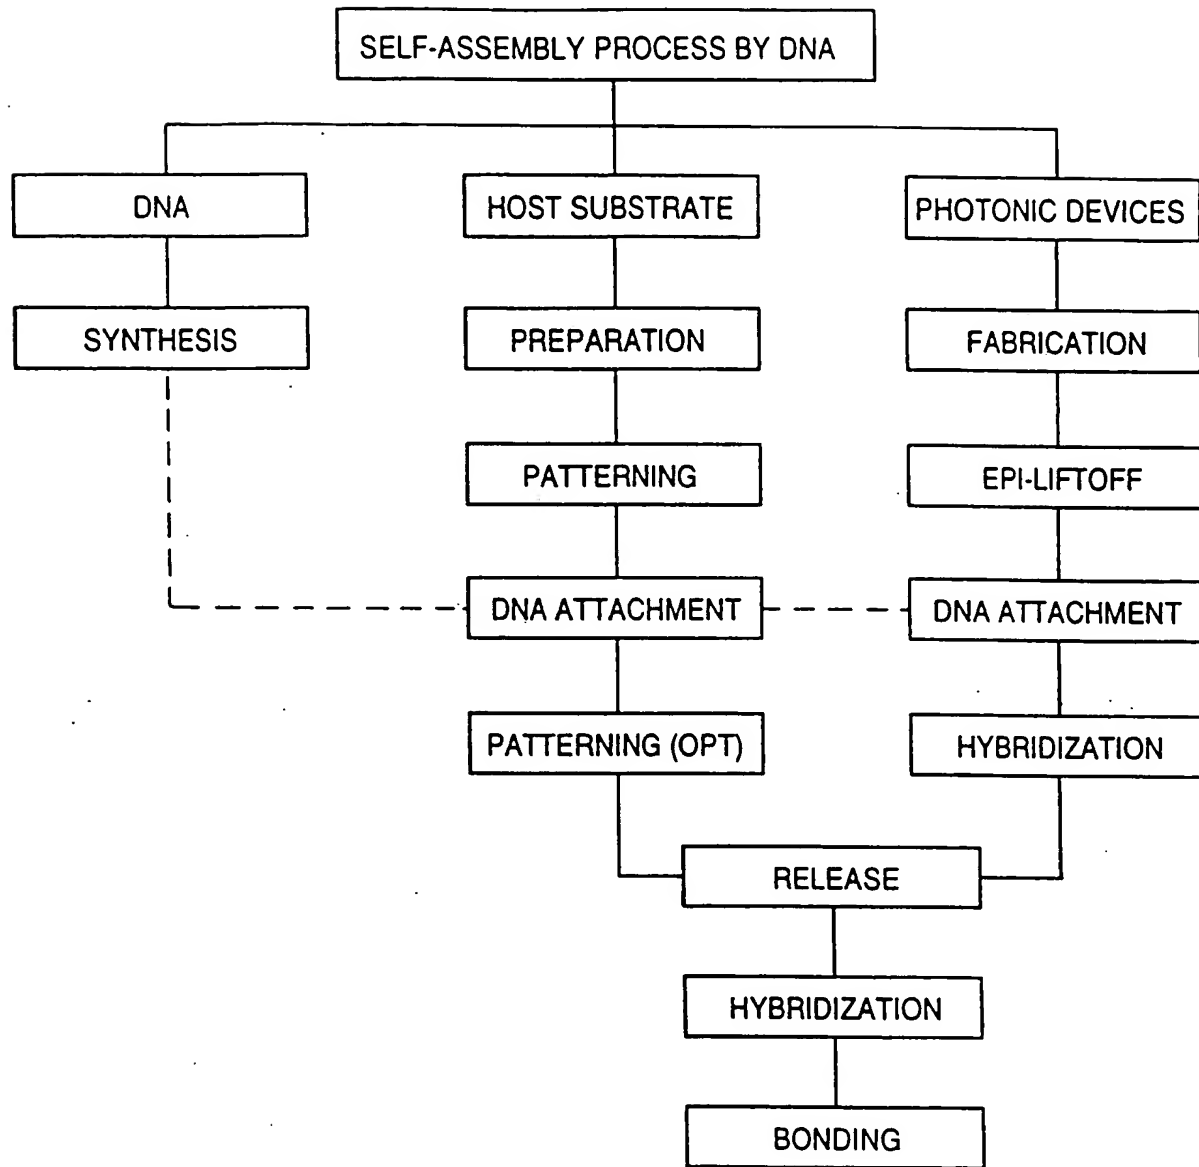 SELF-ASSEMBLY PROCESS BY DNA
DNA
HOST SUBSTRATE
PHOTONIC DEVICES
SYNTHESIS
PREPARATION
FABRICATION
PATTERNING
EPI-LIFTOFF
DNA ATTACHMENT
DNA ATTACHMENT
PATTERNING (OPT)
HYBRIDIZATION
RELEASE
HYBRIDIZATION
BONDING